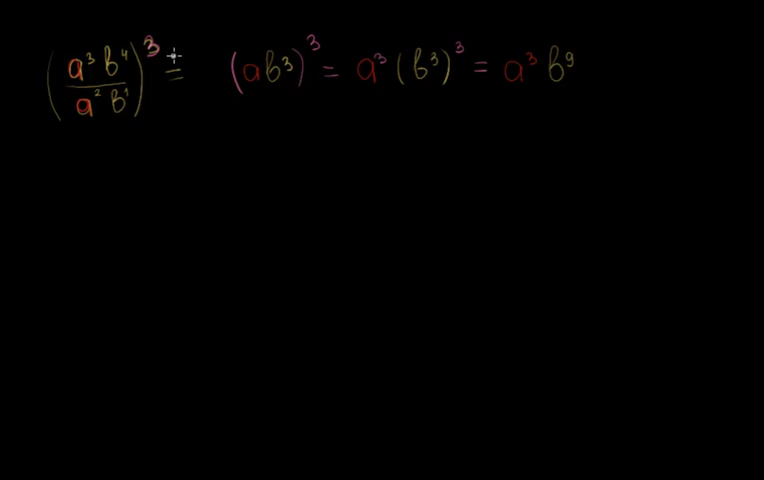 (a³b⁴/a²b¹)³ = (ab³)³ = a³(b³)³ = a³b⁹